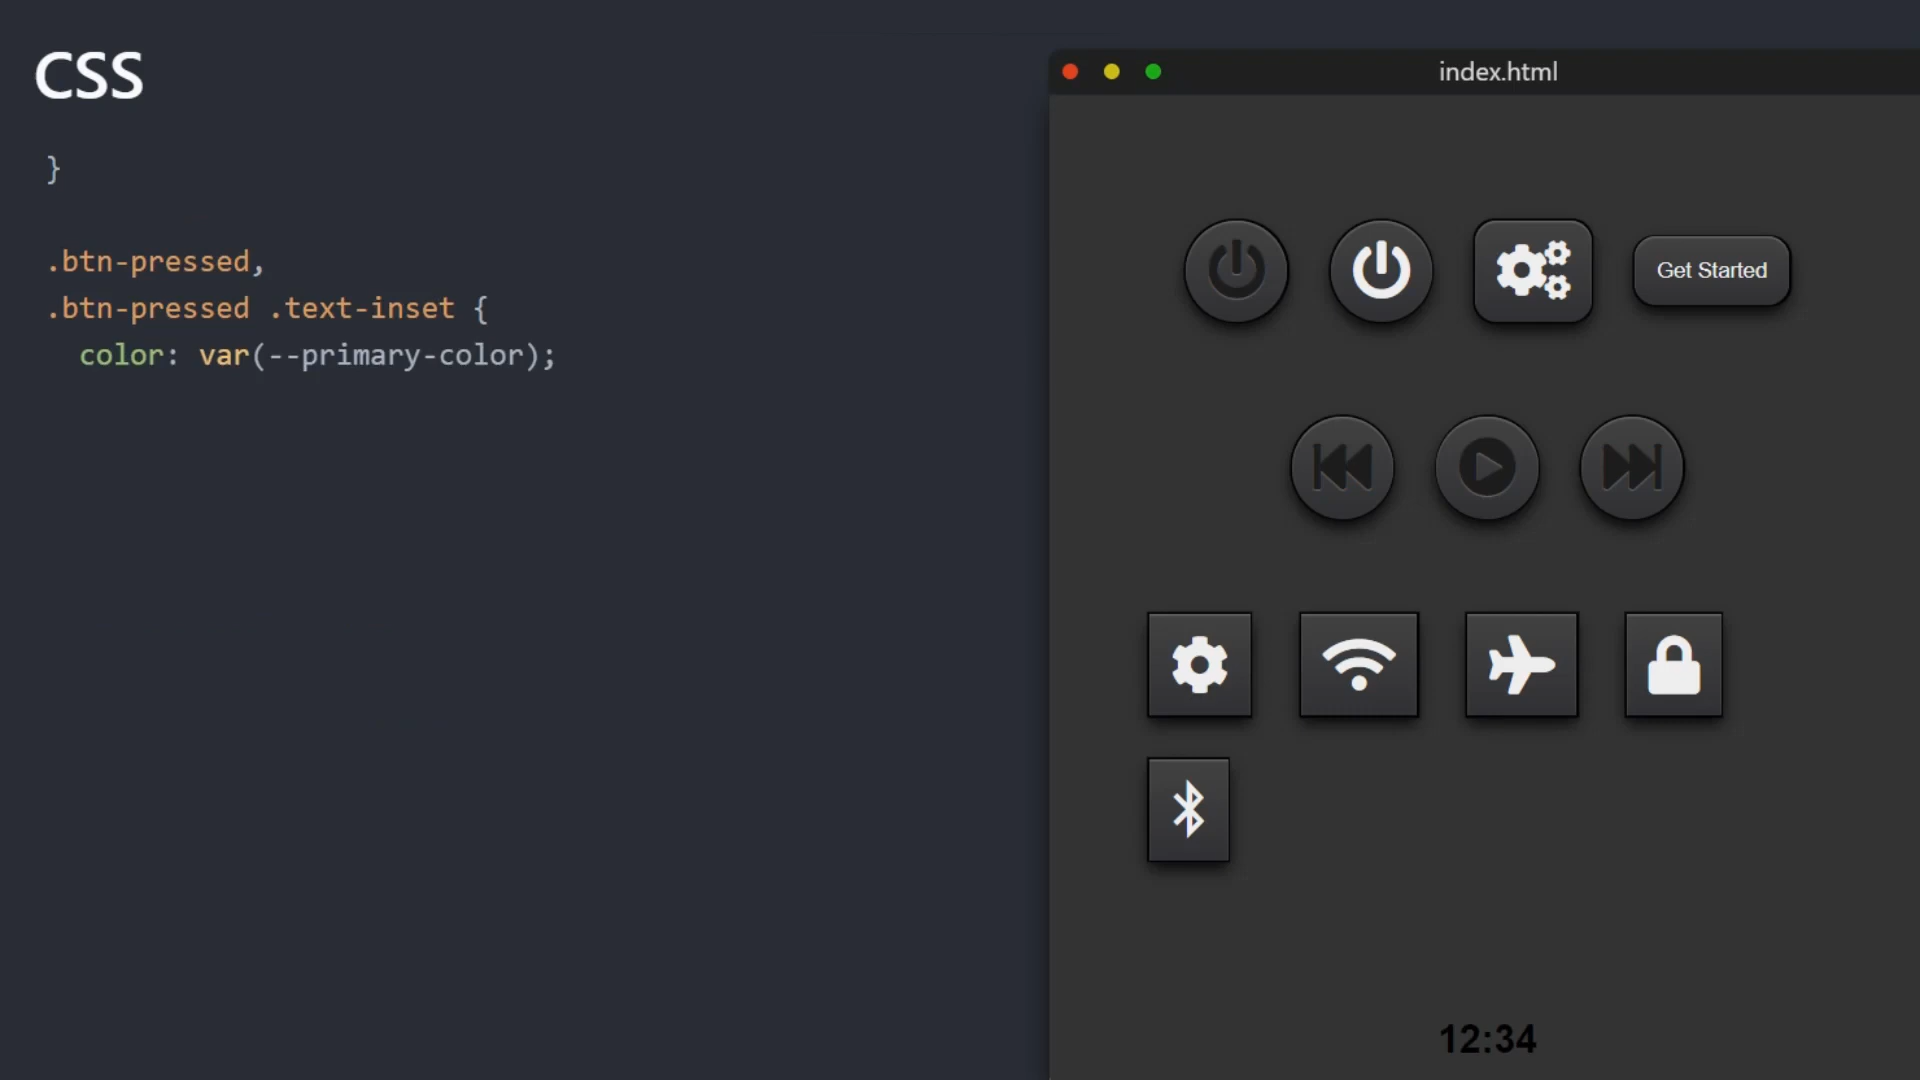 CSS
}
.btn-pressed,
.btn-pressed .text-inset {
color: var(--primary-color);
index.html
Get Started
12:34